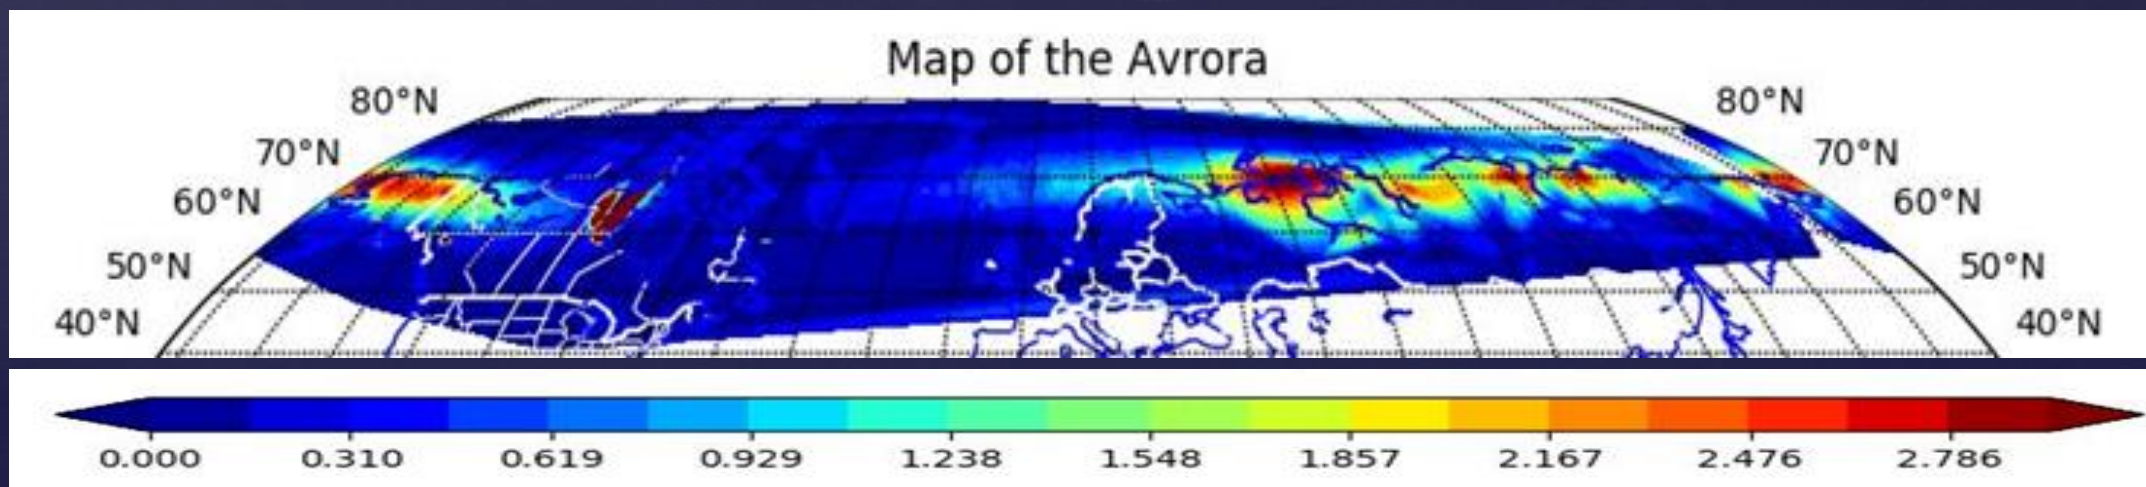 Map of the Avrora
80°N 80°N
70°N 70°N
60°N 60°N
50°N 50°N
40°N 40°N
0.000 0.310 0.619 0.929 1.238 1.548 1.857 2.167 2.476 2.786